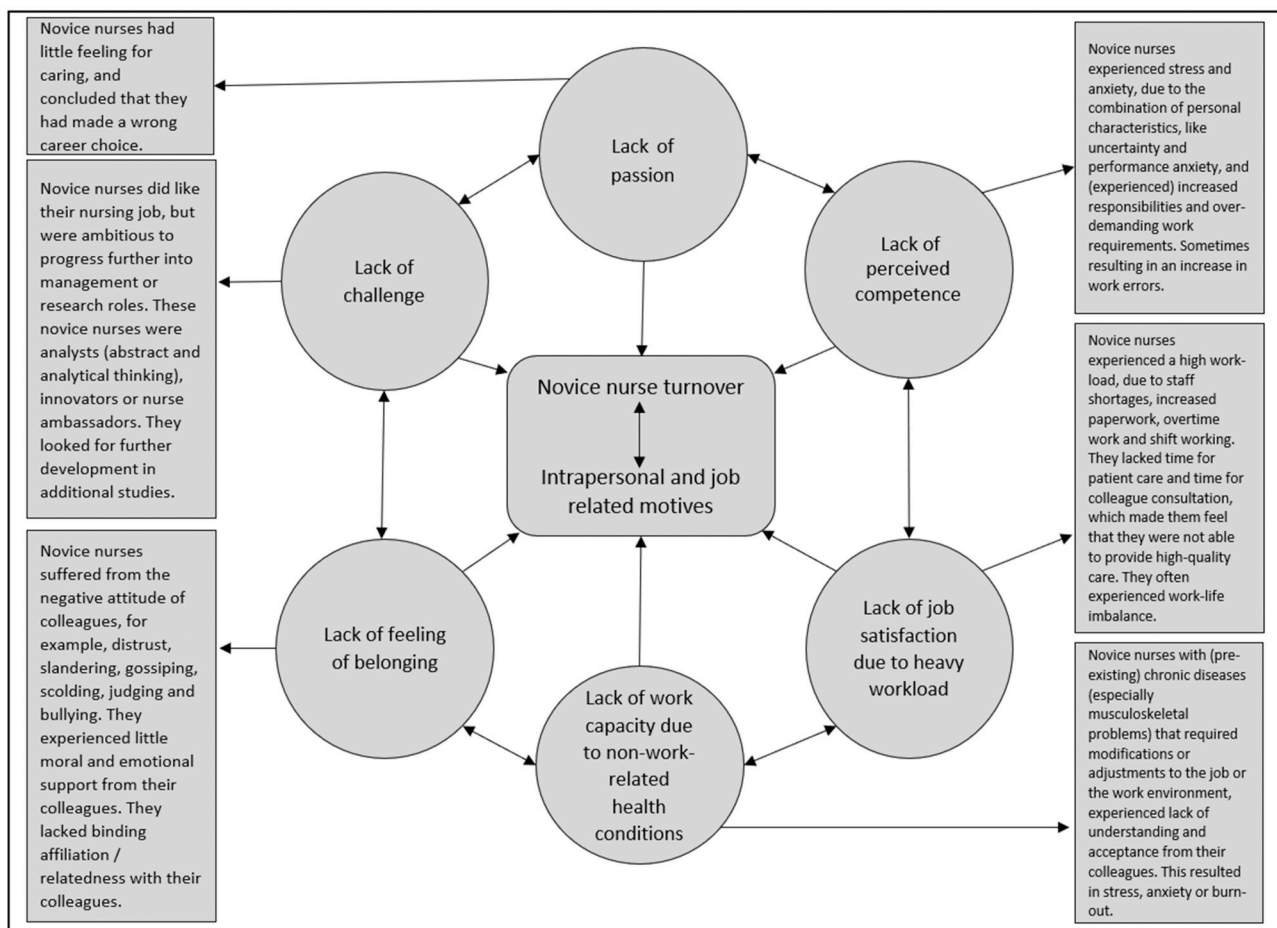 Novice nurses had
little feeling for
caring, and
concluded that they
had made a wrong
career choice.
Novice nurses did like
their nursing job, but
were ambitious to
progress further into
management or
research roles. These
novice nurses were
analysts (abstract and
analytical thinking),
innovators or nurse
ambassadors. They
looked for further
development in
additional studies.
Novice nurses
suffered from the
negative attitude of
colleagues, for
example, distrust,
slandering, gossiping,
scolding, judging and
bullying. They
experienced little
moral and emotional
support from their
colleagues. They
lacked binding
affiliation /
relatedness with their
colleagues.
Lack of
passion
Lack of
challenge
Lack of
perceived
competence
Novice nurse turnover
Intrapersonal and job
related motives
Lack of feeling
of belonging
Lack of work
capacity due
to non-work-
related
health
conditions
Lack of job
satisfaction
due to heavy
workload
Novice nurses
experienced stress and
anxiety, due to the
combination of personal
characteristics, like
uncertainty and
performance anxiety, and
(experienced) increased
responsibilities and over-
demanding work
requirements. Sometimes
resulting in an increase in
work errors.
Novice nurses
experienced a high work-
load, due to staff
shortages, increased
paperwork, overtime
work and shift working.
They lacked time for
patient care and time for
colleague consultation,
which made them feel
that they were not able
to provide high-quality
care. They often
experienced work-life
imbalance.
Novice nurses with (pre-
existing) chronic diseases
(especially
musculoskeletal
problems) that required
modifications or
adjustments to the job or
the work environment,
experienced lack of
understanding and
acceptance from their
colleagues. This resulted
in stress, anxiety or burn-
out.